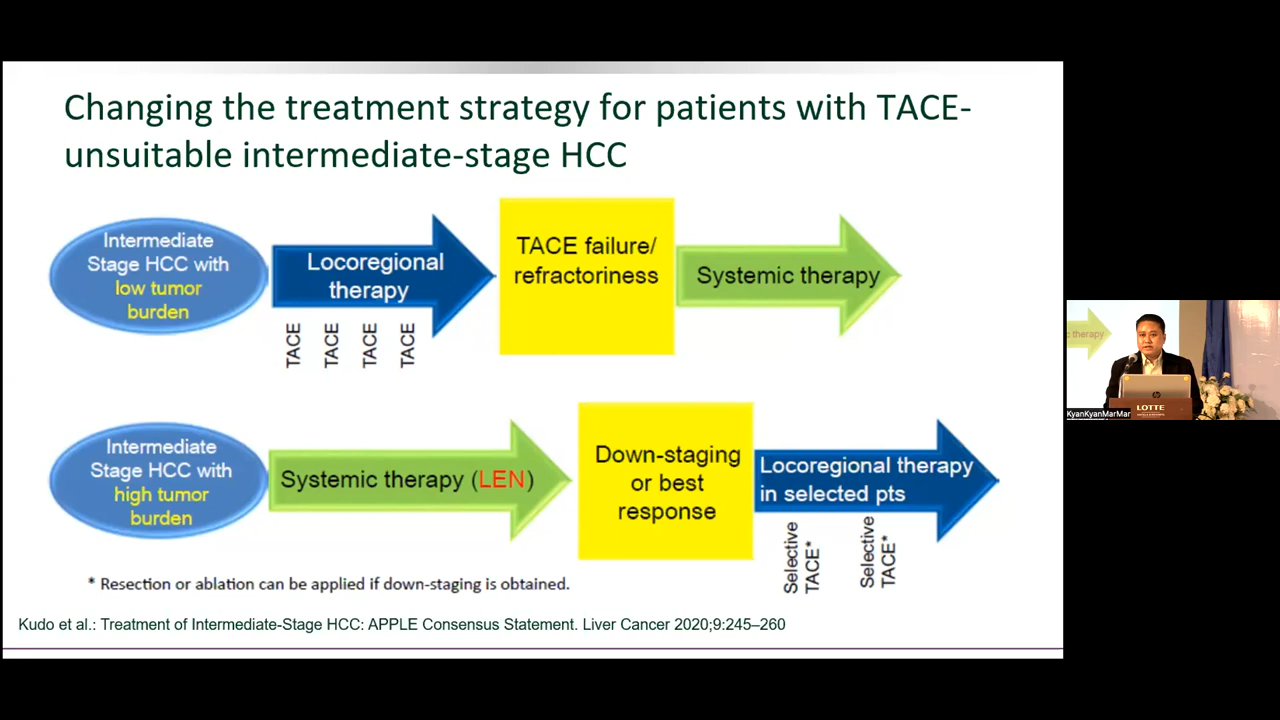 Changing the treatment strategy for patients with TACE-
unsuitable intermediate-stage HCC
Intermediate
Stage HCC with
low tumor
burden
Locoregional
therapy
TACE
TACE
TACE
TACE
TACE failure/
refractoriness
Systemic therapy
Intermediate
Stage HCC with
high tumor
burden
Systemic therapy (LEN)
Down-staging
or best
response
Locoregional therapy
in selected pts
Selective
TACE*
Selective
TACE*
* Resection or ablation can be applied if down-staging is obtained.
Kudo et al.: Treatment of Intermediate-Stage HCC: APPLE Consensus Statement. Liver Cancer 2020;9:245–260
c therapy
hp
LOTTE
KyanKyanMarMar